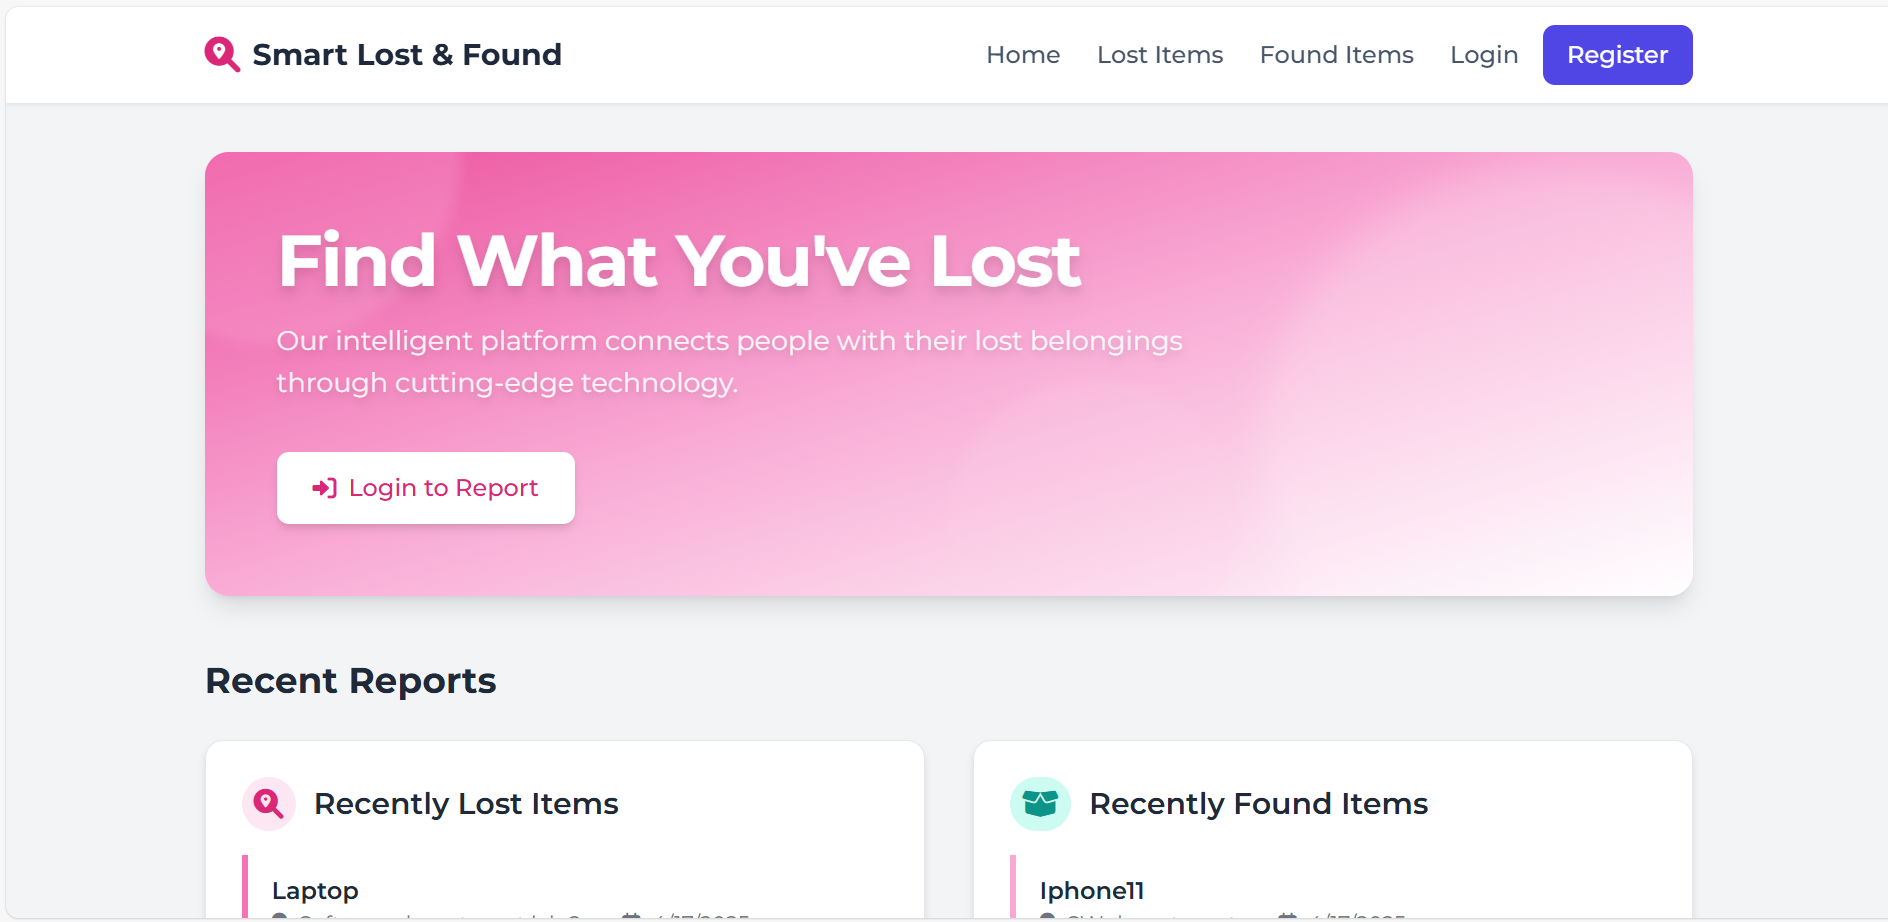 Smart Lost & Found
Home
Lost Items
Found Items
Login
Register
Find What You've Lost
Our intelligent platform connects people with their lost belongings
through cutting-edge technology.
Login to Report
Recent Reports
Recently Lost Items
Laptop
Recently Found Items
Iphone11